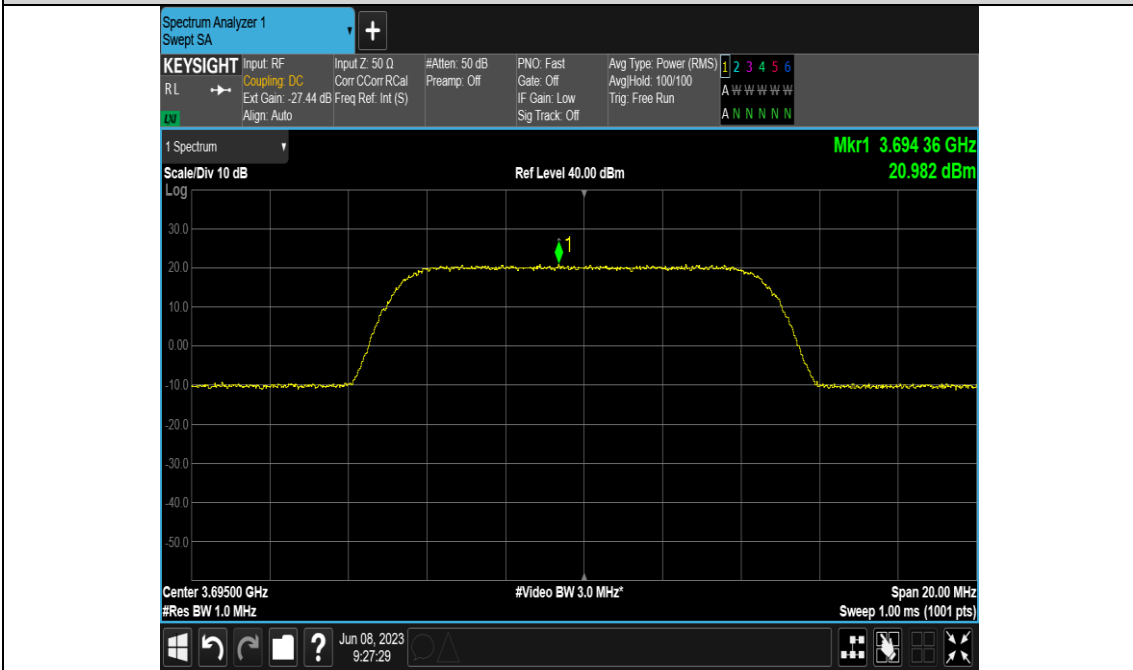 Spectrum Analyzer 1
Swept SA
+
KEYSIGHT
RL
LXI
Input: RF
Coupling: DC
Ext Gain: -27.44 dB
Align: Auto
Input Z: 50 Ω
Corr CCorr RCal
Freq Ref: Int (S)
#Atten: 50 dB
Preamp: Off
PNO: Fast
Gate: Off
IF Gain: Low
Sig Track: Off
Avg Type: Power (RMS)
Avg|Hold: 100/100
Trig: Free Run
1 2 3 4 5 6
A W W W W W
A N N N N N
1 Spectrum
Mkr1 3.694 36 GHz
Scale/Div 10 dB
Ref Level 40.00 dBm
20.982 dBm
Log
30.0
1
20.0
10.0
0.00
-10.0
-20.0
-30.0
-40.0
-50.0
Center 3.69500 GHz
#Video BW 3.0 MHz*
Span 20.00 MHz
#Res BW 1.0 MHz
Sweep 1.00 ms (1001 pts)
?
Jun 08, 2023
9:27:29